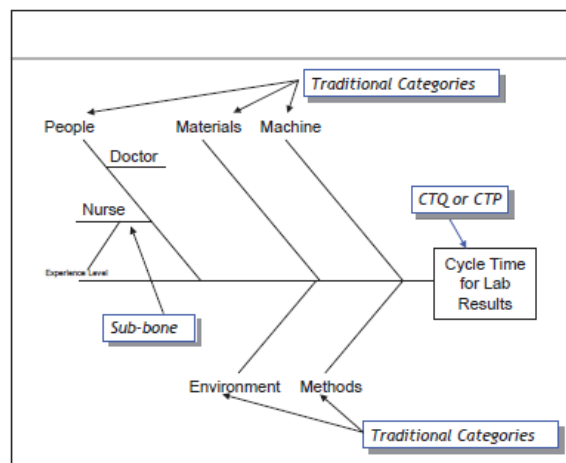 Traditional Categories
People
Materials
Machine
Doctor
Nurse
CTQ or CTP
Experience Level
Cycle Time
for Lab
Results
Sub-bone
Environment
Methods
Traditional Categories